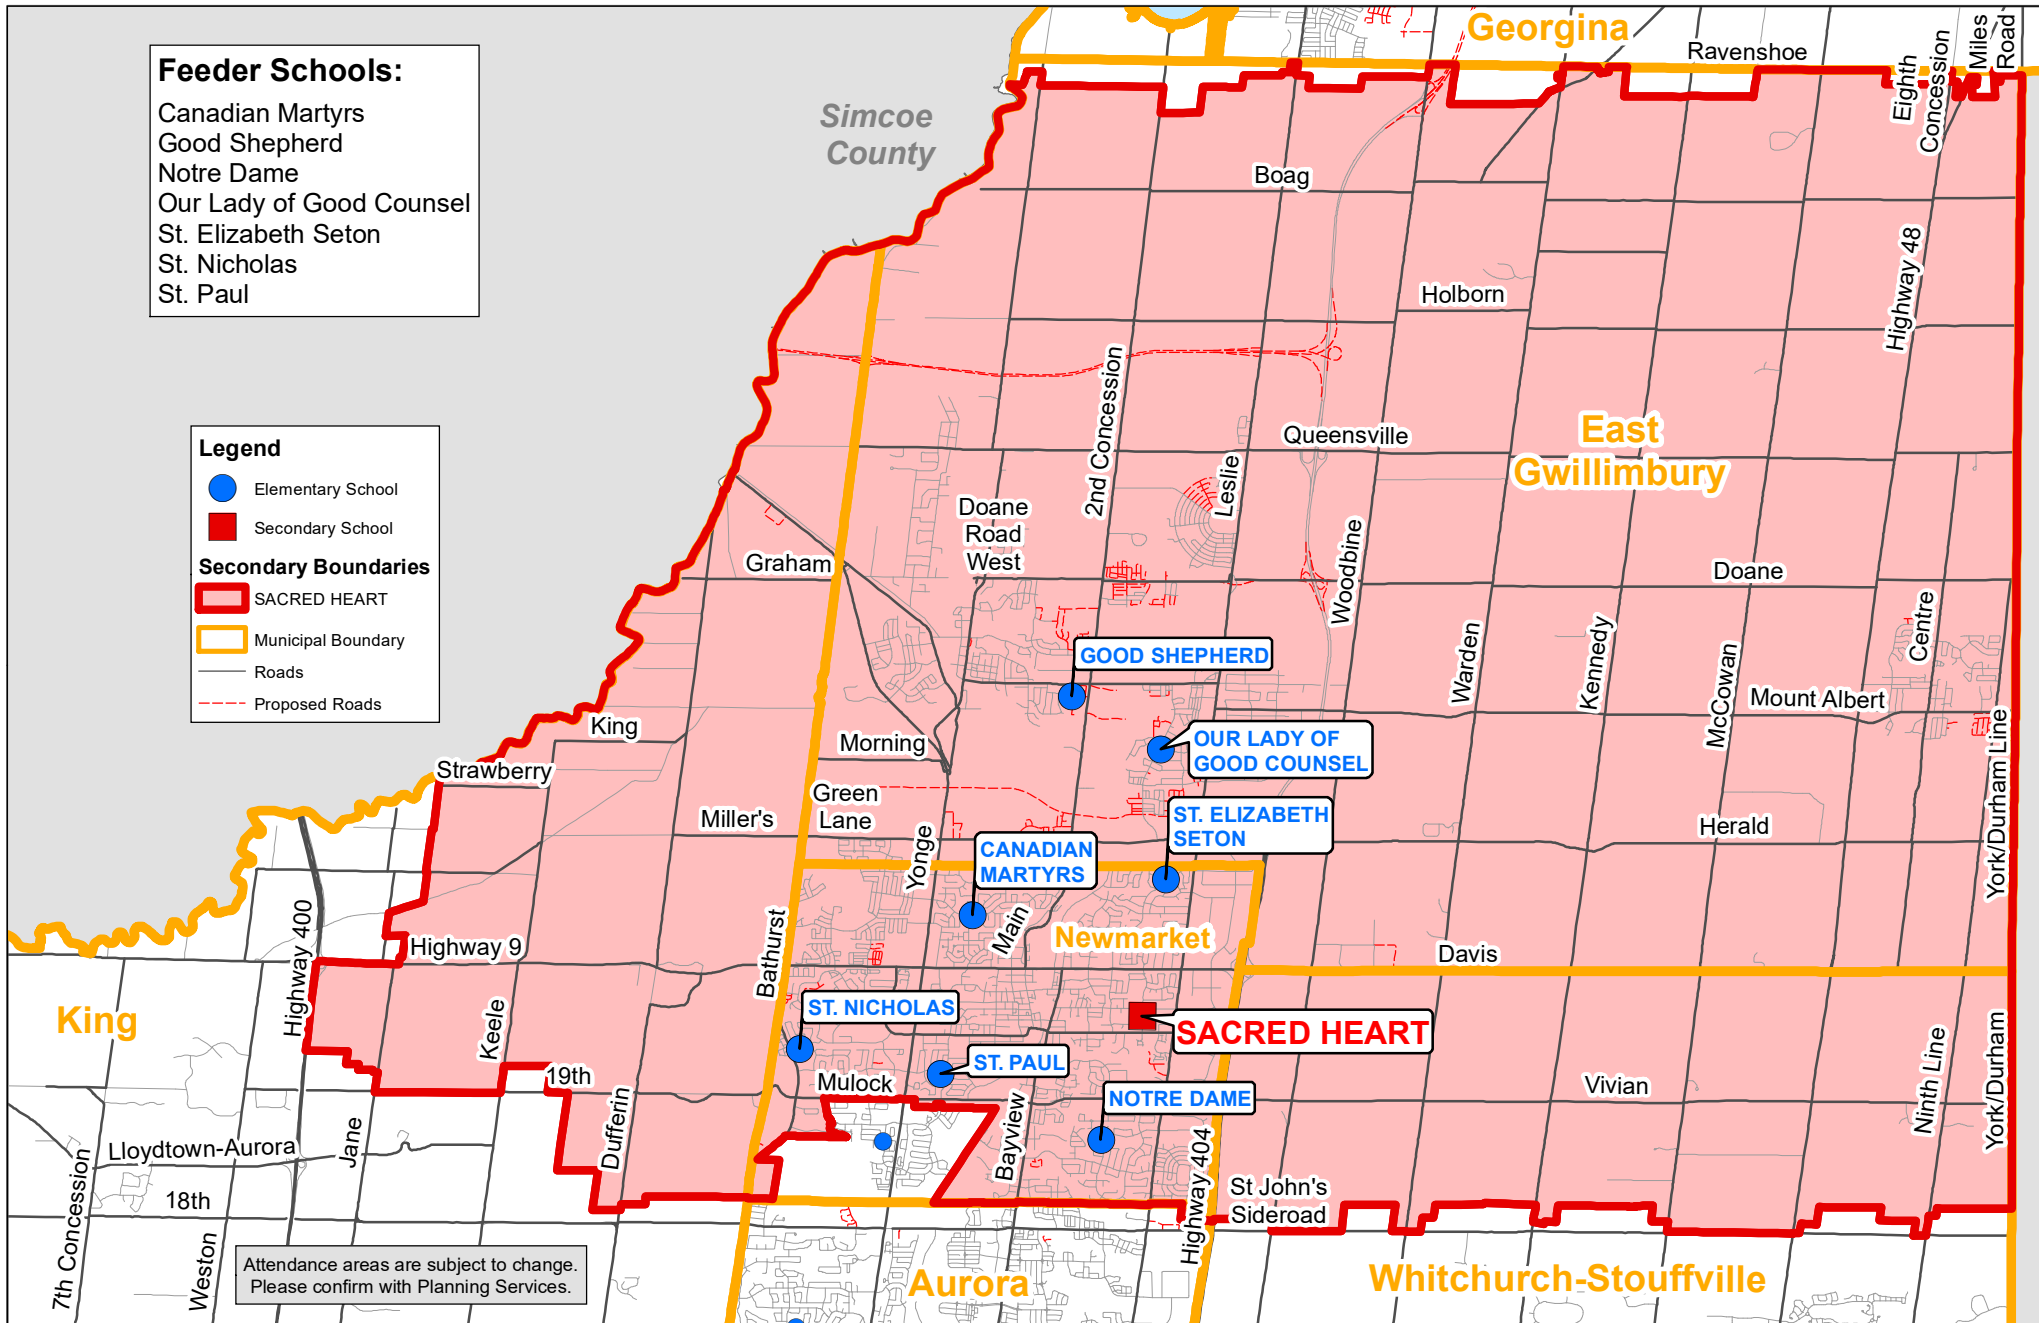 Georgina
Ravenshoe
Eighth
Concession
Miles
Road
Feeder Schools:
Canadian Martyrs
Good Shepherd
Notre Dame
Our Lady of Good Counsel
St. Elizabeth Seton
St. Nicholas
St. Paul
Simcoe
County
Boag
Holborn
Highway 48
2nd Concession
Queensville
East
Gwillimbury
Leslie
Legend
Elementary School
Secondary School
Secondary Boundaries
SACRED HEART
Municipal Boundary
Roads
Proposed Roads
Doane
Road
West
Graham
Woodbine
Doane
Centre
Warden
Kennedy
McCowan
GOOD SHEPHERD
Mount Albert
King
Morning
OUR LADY OF
GOOD COUNSEL
York/Durham Line
Strawberry
Green
Lane
Miller's
ST. ELIZABETH
SETON
Herald
Yonge
CANADIAN
MARTYRS
Main
Newmarket
Highway 400
Highway 9
Bathurst
Davis
King
Keele
ST. NICHOLAS
SACRED HEART
ST. PAUL
Ninth Line
York/Durham
19th
Mulock
NOTRE DAME
Vivian
Dufferin
Bayview
Highway 404
Lloydtown-Aurora
Jane
7th Concession
18th
St John's
Sideroad
Weston
Attendance areas are subject to change.
Please confirm with Planning Services.
Aurora
Whitchurch-Stouffville